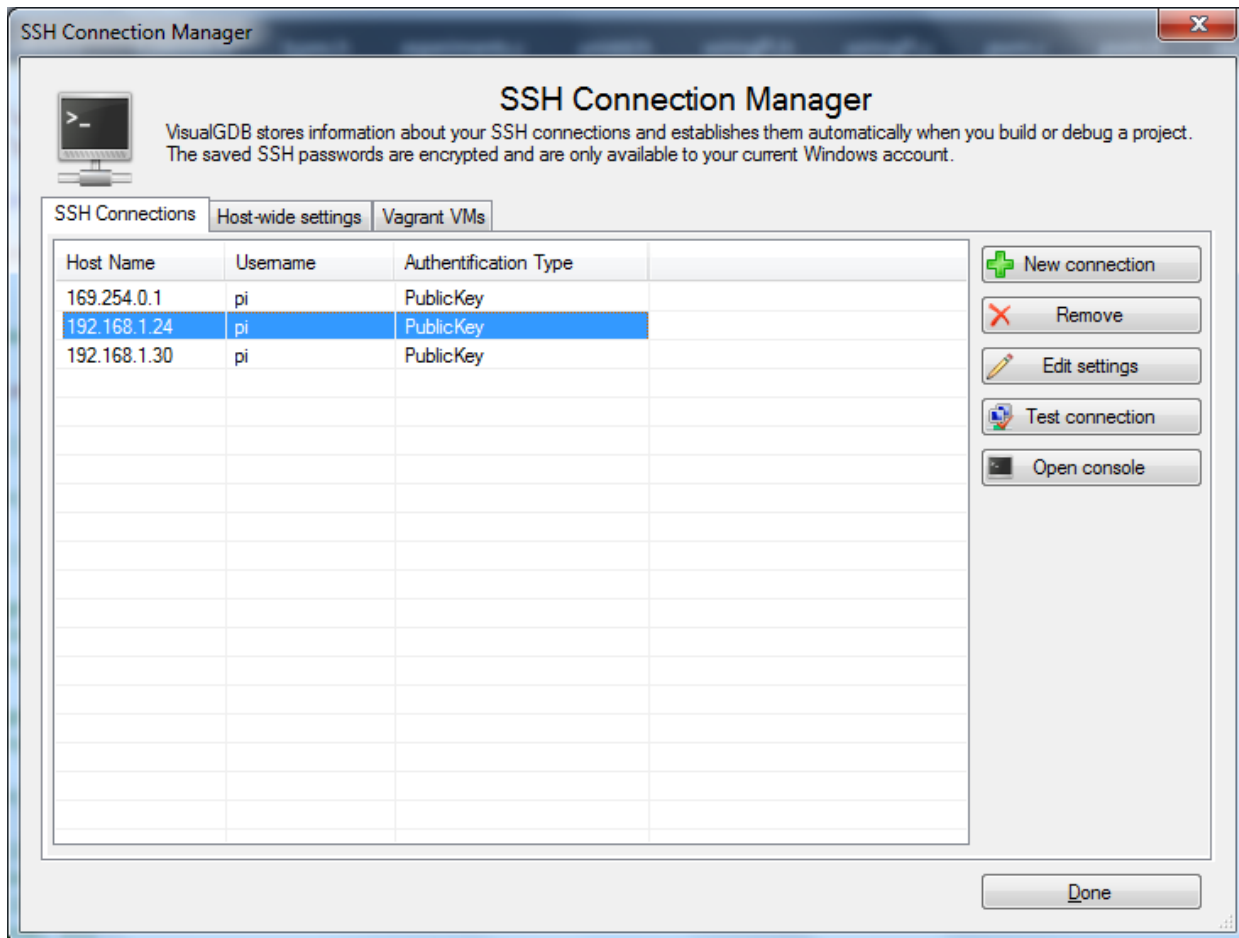 SSH Connection Manager
SSH Connection Manager
VisualGDB stores information about your SSH connections and establishes them automatically when you build or debug a project.
The saved SSH passwords are encrypted and are only available to your current Windows account.
SSH Connections Host-wide settings Vagrant VMs
Host Name Username Authentification Type
169.254.0.1 pi PublicKey
192.168.1.24 pi PublicKey
192.168.1.30 pi PublicKey
New connection
Remove
Edit settings
Test connection
Open console
Done